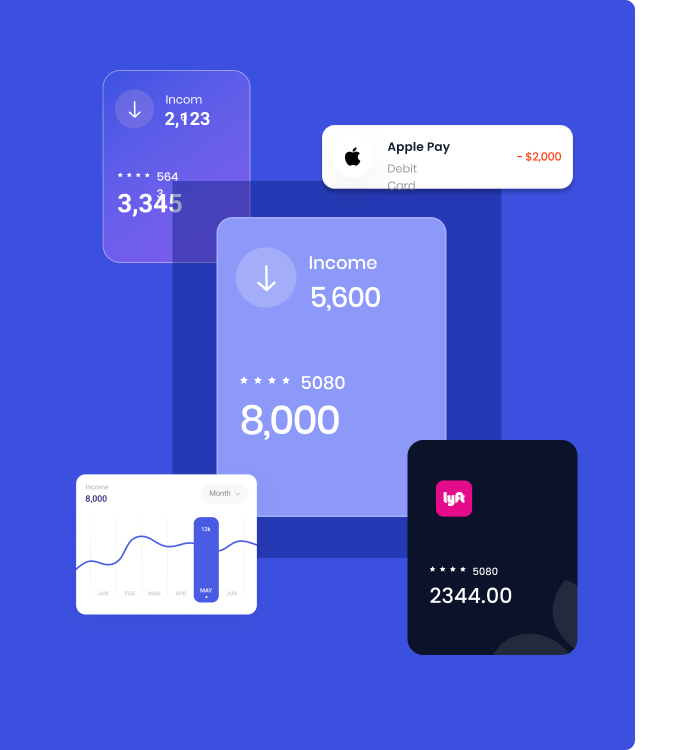 Incom
2,123
**** 564
3
3,345
Apple Pay
Debit
Card
- $2,000
Income
5,600
**** 5080
8,000
Income
8,000
Month
12k
JAN FEB MAR APR MAY JUN
lyft
**** 5080
2344.00